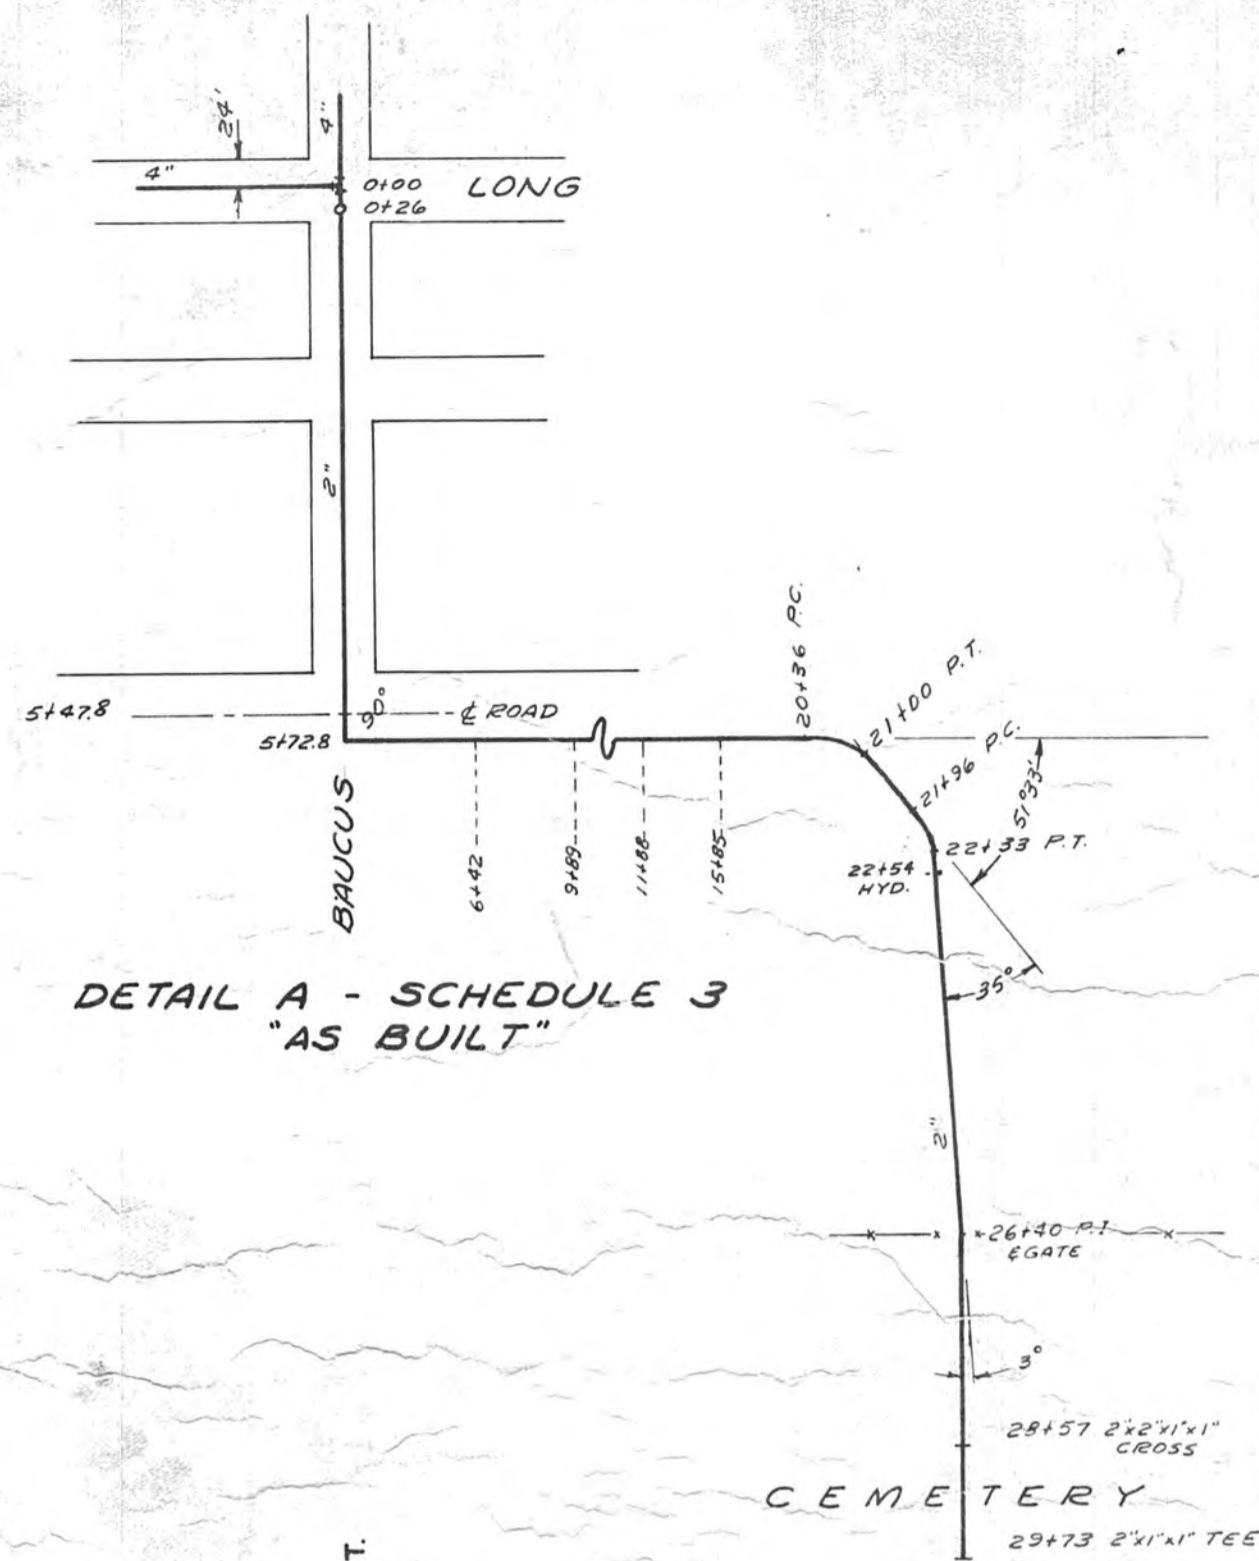 24'
4"
4"
0+00
LONG
0+26
2"
5+47.8
90°
℄ ROAD
5+72.8
BAUCUS
6+42
9+89
11+88
15+85
20+36 P.C.
21+00 P.T.
21+96 P.C.
51°33'
22+33 P.T.
22+54
HYD.
35°
DETAIL A - SCHEDULE 3
"AS BUILT"
2"
26+40 P.I.
℄ GATE
3°
28+57 2"x2"x1"x1"
CROSS
CEMETERY
29+73 2"x1"x1" TEE
T.